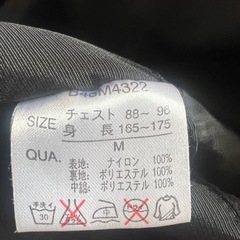 SIZE チェスト 88~ 96
身 長 165~175
M
QUA. 表地: ナイロン 100%
裏地: ポリエステル 100%
中綿: ポリエステル 100%
30
中